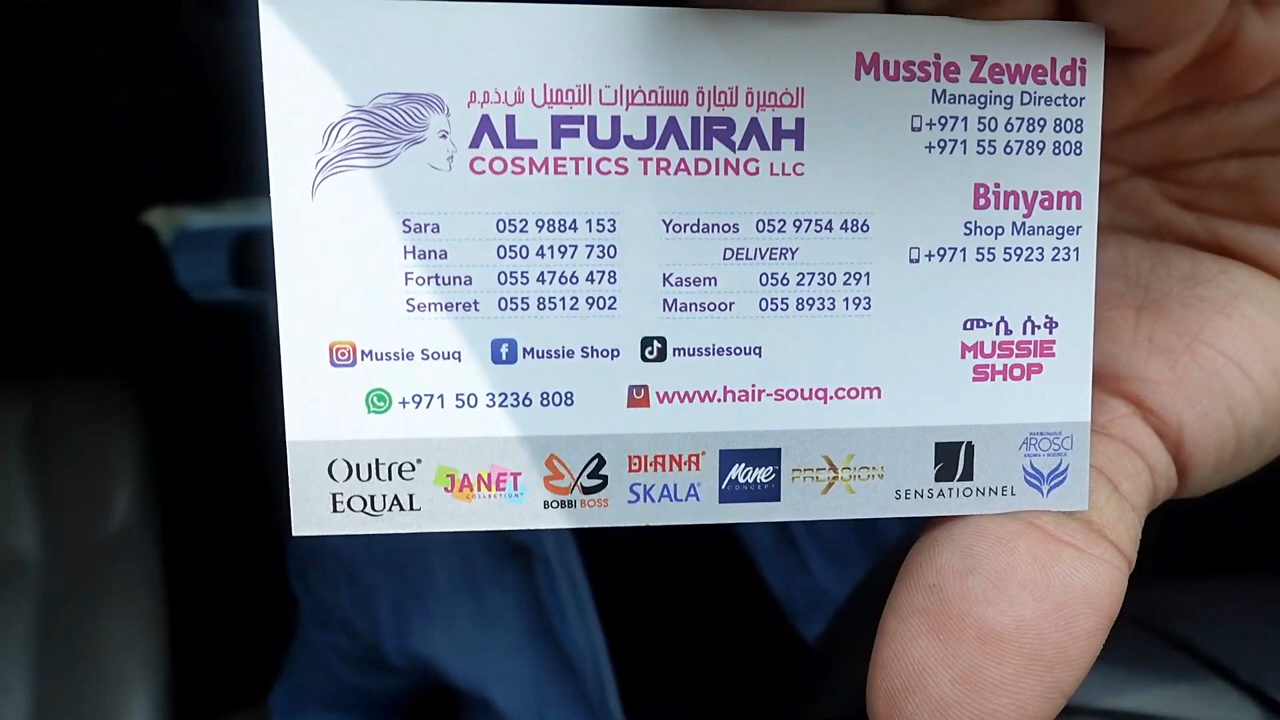 الفجيرة لتجارة مستحضرات التجميل ش.ذ.م.م
AL FUJAIRAH
COSMETICS TRADING LLC
Mussie Zeweldi
Managing Director
+971 50 6789 808
+971 55 6789 808
Binyam
Shop Manager
+971 55 5923 231
Sara 052 9884 153
Hana 050 4197 730
Fortuna 055 4766 478
Semeret 055 8512 902
Yordanos 052 9754 486
DELIVERY
Kasem 056 2730 291
Mansoor 055 8933 193
ሙሴ ሱቅ
MUSSIE
SHOP
Mussie Souq Mussie Shop mussiesouq
+971 50 3236 808 www.hair-souq.com
Outre®
EQUAL
JANET
COLLECTION
BOBBI BOSS
DIANA®
SKALA
Mane
CONCEPT
PRECISION
SENSATIONNEL
AROSCI